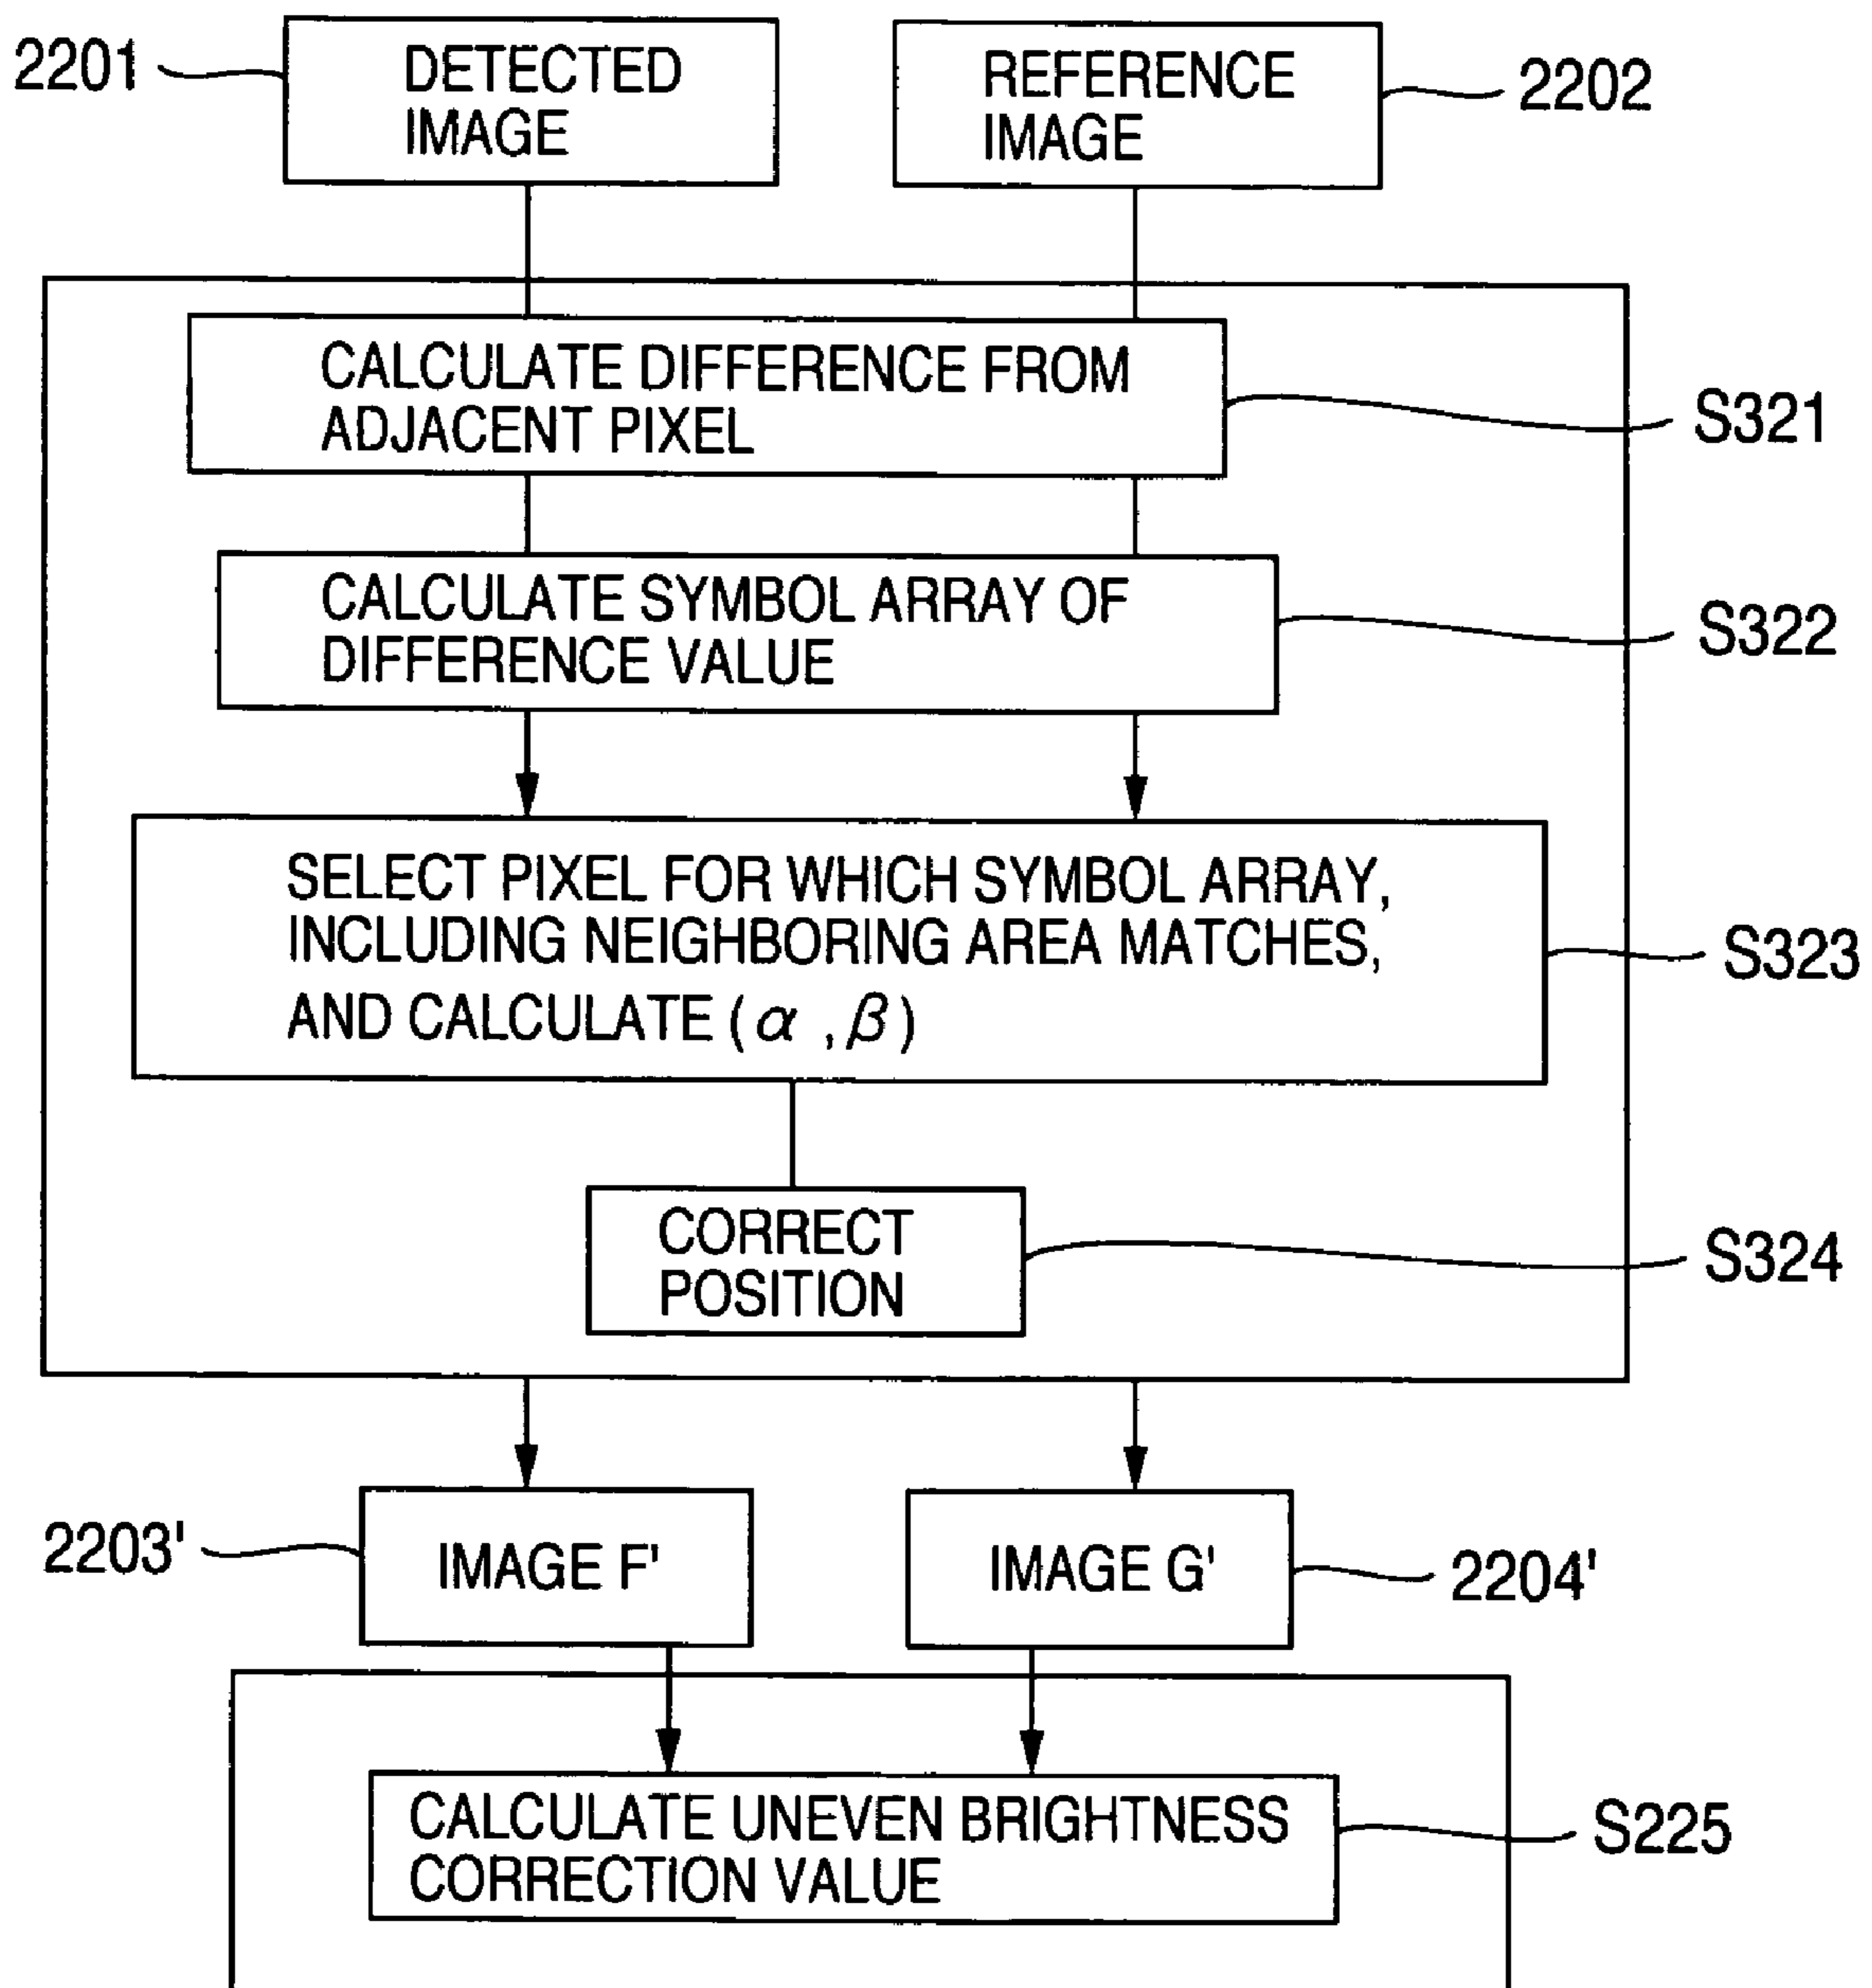 2201
DETECTED
IMAGE
REFERENCE
IMAGE
2202
CALCULATE DIFFERENCE FROM
ADJACENT PIXEL
S321
CALCULATE SYMBOL ARRAY OF
DIFFERENCE VALUE
S322
SELECT PIXEL FOR WHICH SYMBOL ARRAY,
INCLUDING NEIGHBORING AREA MATCHES,
AND CALCULATE (α ,β)
S323
CORRECT
POSITION
S324
2203'
IMAGE F'
IMAGE G'
2204'
CALCULATE UNEVEN BRIGHTNESS
CORRECTION VALUE
S225